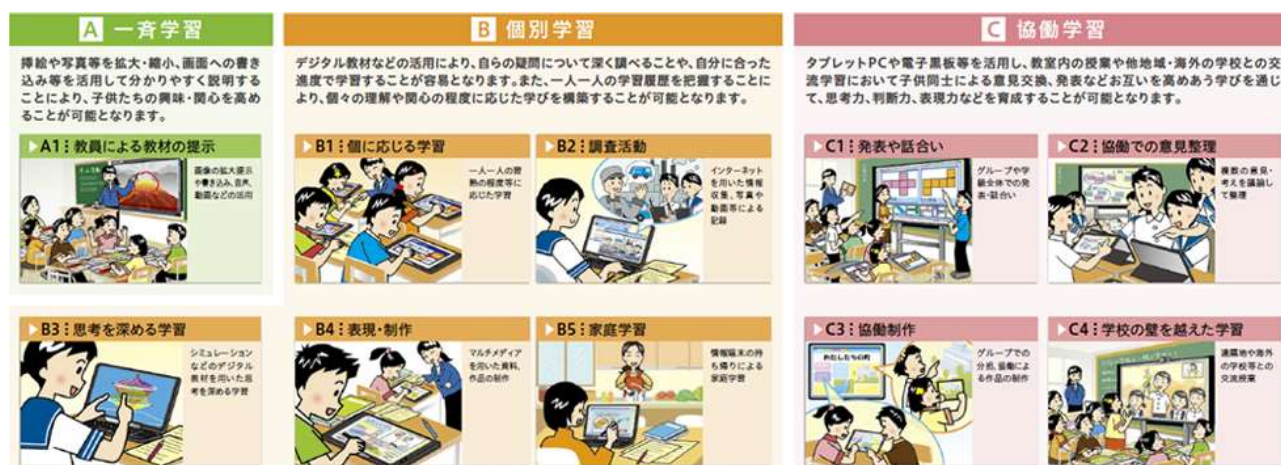 A 一斉学習
挿絵や写真等を拡大・縮小、画面への書き
込み等を活用して分かりやすく説明する
ことにより、子供たちの興味・関心を高め
ることが可能となります。
A1：教員による教材の提示
画像の拡大提示
や書き込み、音声、
動画などの活用
B 個別学習
デジタル教材などの活用により、自らの疑問について深く調べることや、自分に合った
進度で学習することが容易となります。また、一人一人の学習履歴を把握することに
より、個々の理解や関心の程度に応じた学びを構築することが可能となります。
B1：個に応じる学習
一人一人の習
熟の程度等に
応じた学習
B2：調査活動
インターネット
を用いた情報
収集、写真や
動画等による
記録
B3：思考を深める学習
シミュレーション
などのデジタル
教材を用いた思
考を深める学習
B4：表現・制作
マルチメディア
を用いた資料、
作品の制作
B5：家庭学習
情報端末の持
ち帰りによる
家庭学習
C 協働学習
タブレットPCや電子黒板等を活用し、教室内の授業や他地域・海外の学校との交
流学習において子供同士による意見交換、発表などお互いを高めあう学びを通じ
て、思考力、判断力、表現力などを育成することが可能となります。
C1：発表や話合い
グループや学
級全体での発
表・話合い
C2：協働での意見整理
複数の意見・
考えを議論し
て整理
C3：協働制作
わたしたちの町
グループでの
分担、協働によ
る作品の制作
C4：学校の壁を越えた学習
遠隔地や海外
の学校等との
交流授業